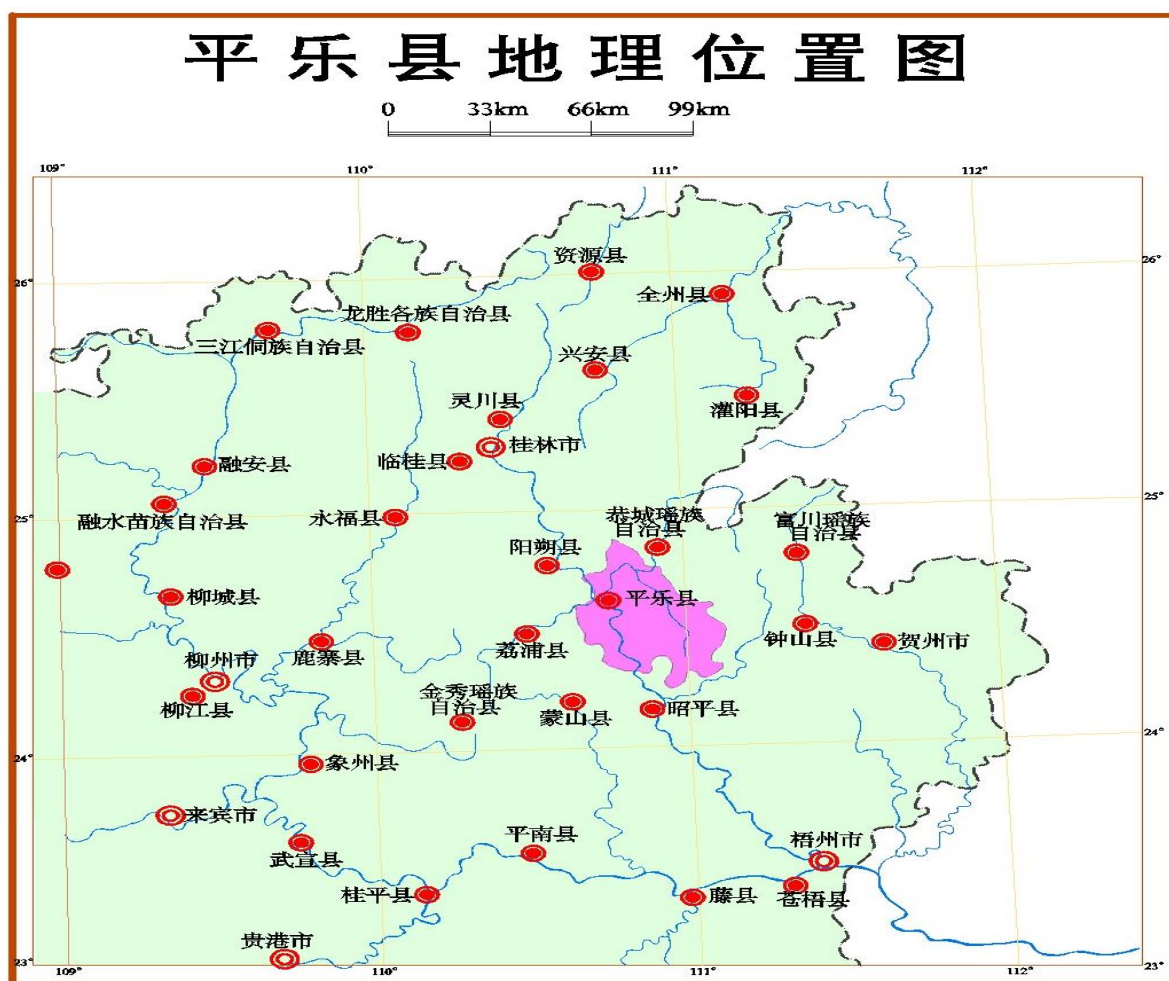 平乐县地理位置图
0 33km 66km 99km
109° 110° 111° 112°
26° 26°
资源县
全州县
龙胜各族自治县
三江侗族自治县
兴安县
灵川县
灌阳县
桂林市
临桂县
融安县
融水苗族自治县
永福县
25° 25°
恭城瑶族
自治县
富川瑶族
自治县
阳朔县
柳城县
平乐县
钟山县
贺州市
荔浦县
鹿寨县
柳州市
柳江县
金秀瑶族
自治县
蒙山县
昭平县
24° 24°
象州县
来宾市
武宣县
平南县
梧州市
桂平县
藤县
苍梧县
贵港市
23° 23°
109° 110° 111° 112°